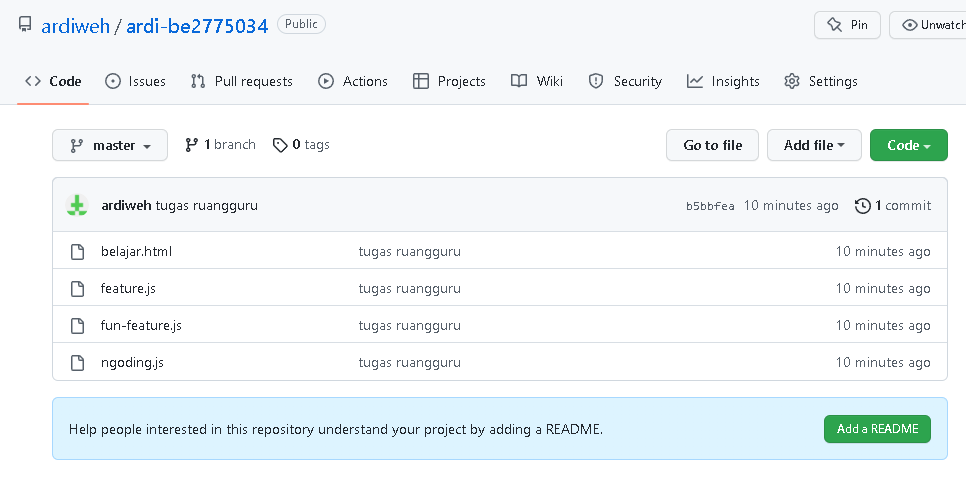 ardiweh / ardi-be2775034 Public Pin Unwatch
Code Issues Pull requests Actions Projects Wiki Security Insights Settings
master 1 branch 0 tags Go to file Add file Code
ardiweh tugas ruangguru b5bbfea 10 minutes ago 1 commit
belajar.html tugas ruangguru 10 minutes ago
feature.js tugas ruangguru 10 minutes ago
fun-feature.js tugas ruangguru 10 minutes ago
ngoding.js tugas ruangguru 10 minutes ago
Help people interested in this repository understand your project by adding a README. Add a README